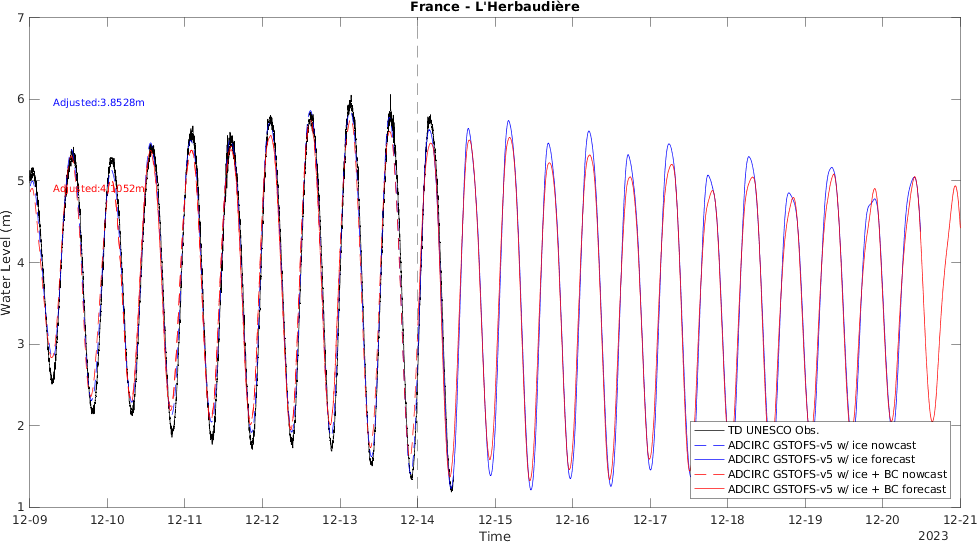 France - L'Herbaudière
7
6
5
4
3
2
1
Water Level (m)
Adjusted:3.8528m
Adjusted:4.1052m
TD UNESCO Obs.
ADCIRC GSTOFS-v5 w/ ice nowcast
ADCIRC GSTOFS-v5 w/ ice forecast
ADCIRC GSTOFS-v5 w/ ice + BC nowcast
ADCIRC GSTOFS-v5 w/ ice + BC forecast
12-09 12-10 12-11 12-12 12-13 12-14 12-15 12-16 12-17 12-18 12-19 12-20 12-21
Time
2023